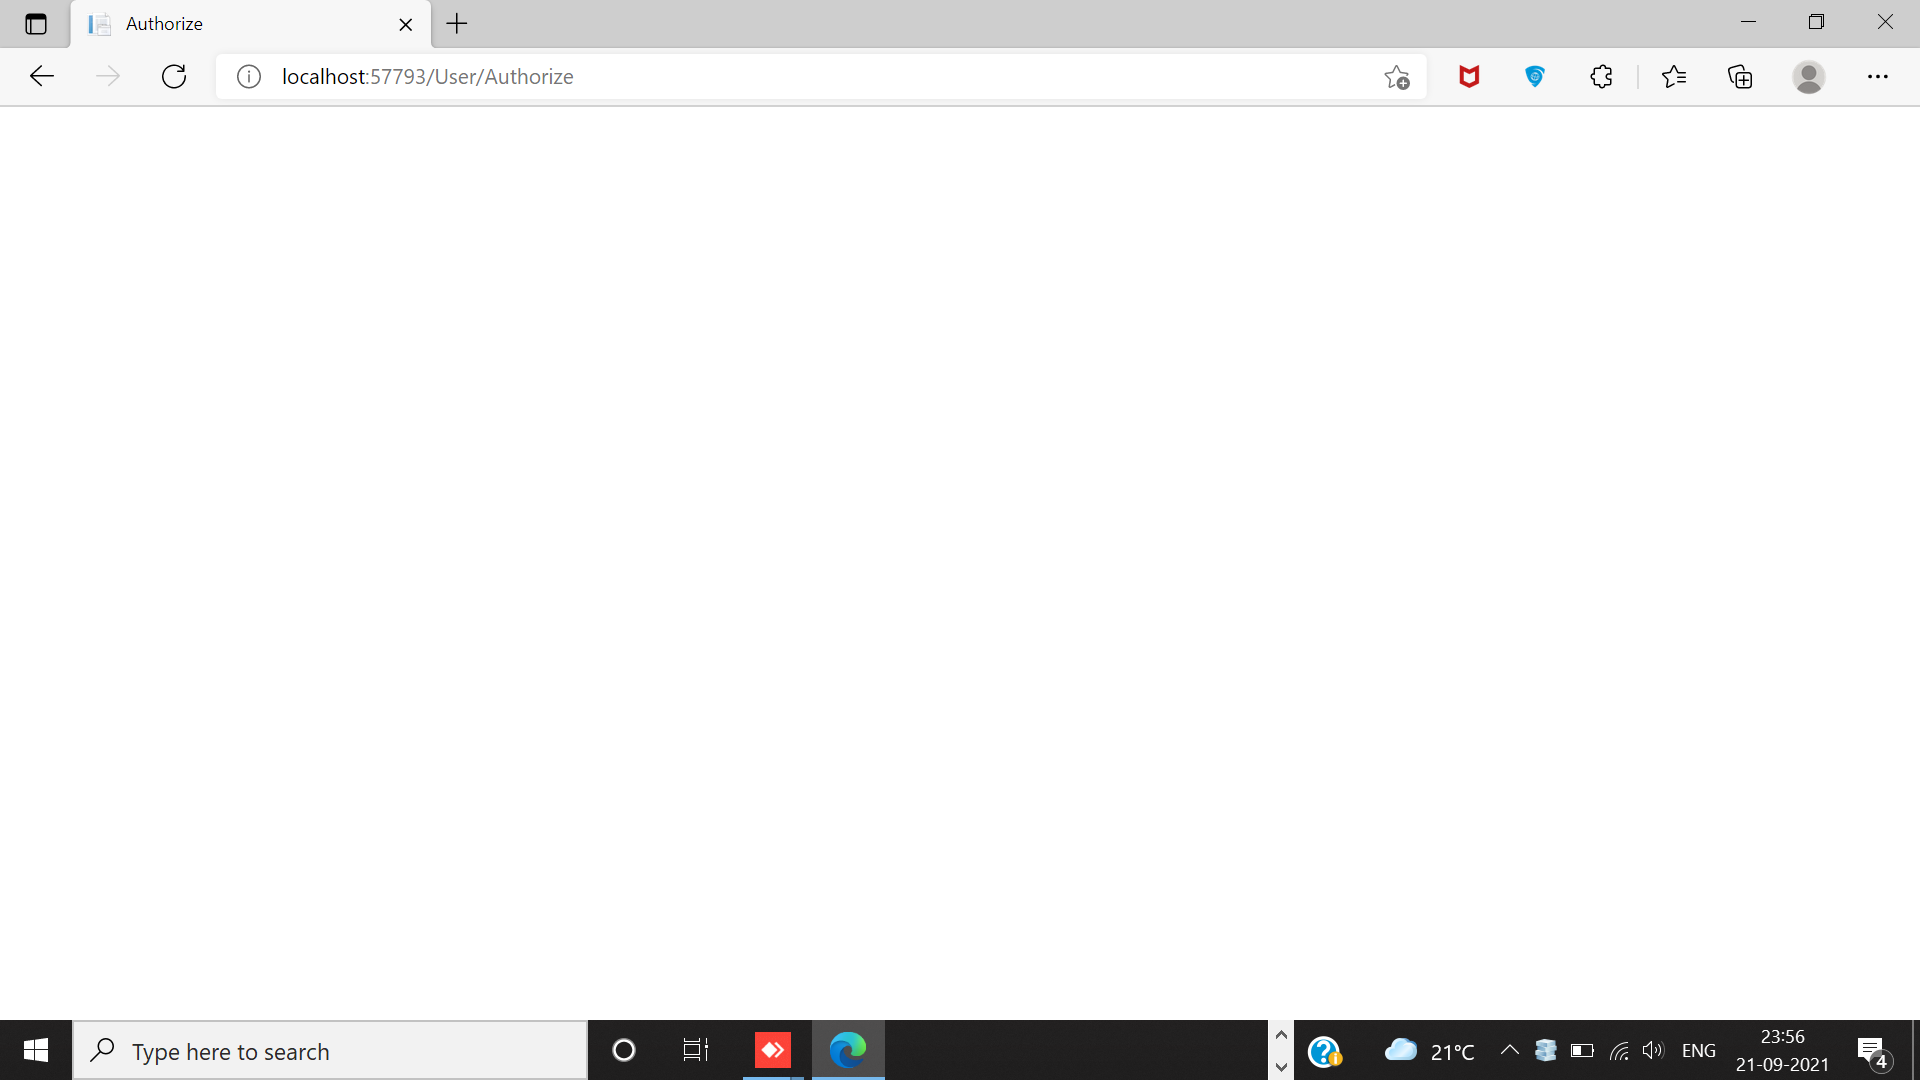 Authorize
localhost:57793/User/Authorize
Type here to search
21°C
ENG
23:56
21-09-2021
4